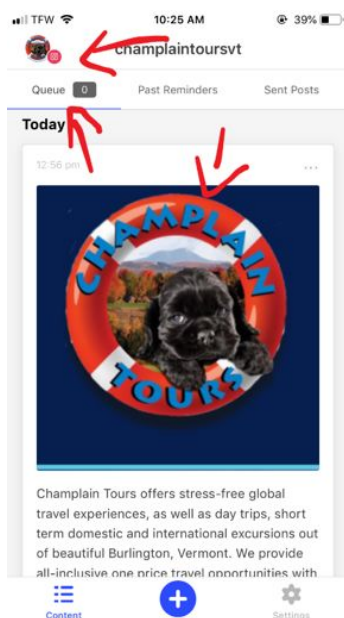 TFW 10:25 AM 39%
champlaintoursvt
Queue 0 Past Reminders Sent Posts
Today
12:56 pm
CHAMPLAIN
TOURS
Champlain Tours offers stress-free global
travel experiences, as well as day trips, short
term domestic and international excursions out
of beautiful Burlington, Vermont. We provide
all-inclusive one price travel opportunities with
Content Settings